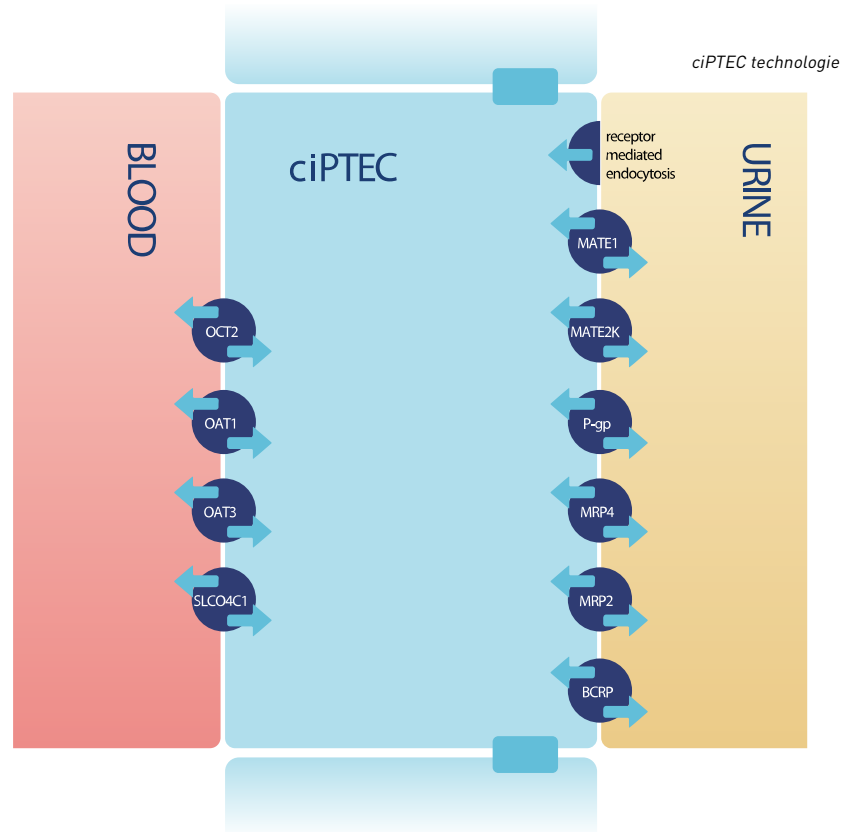 ciPTEC technologie
BLOOD
ciPTEC
URINE
receptor
mediated
endocytosis
MATE1
OCT2
MATE2K
OAT1
P-gp
OAT3
MRP4
SLCO4C1
MRP2
BCRP